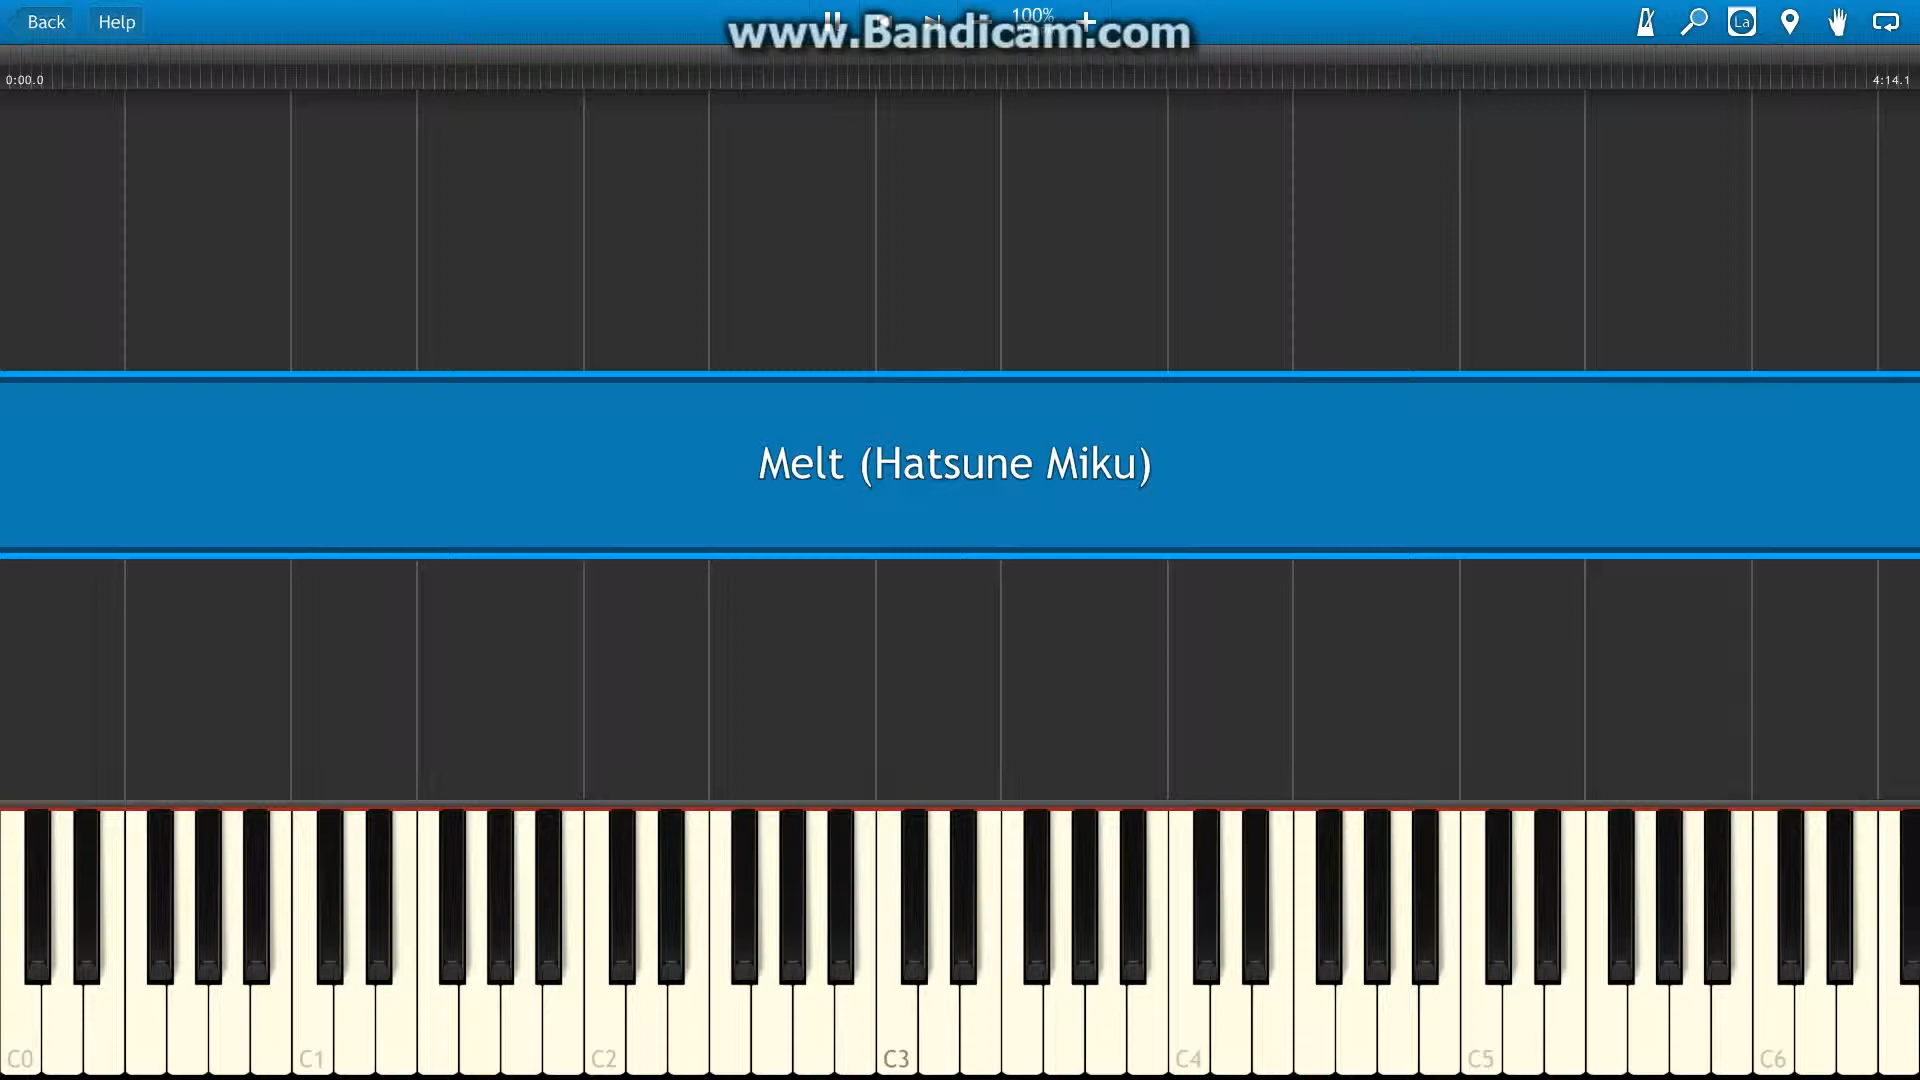 Back Help 100% www.Bandicam.com La
0:00.0 4:14.1
Melt (Hatsune Miku)
C0 C1 C2 C3 C4 C5 C6